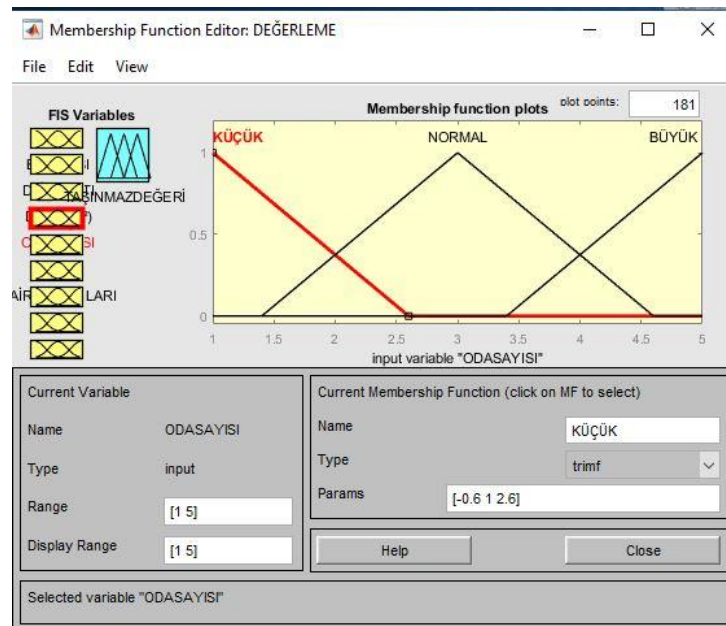 Membership Function Editor: DEĞERLEME
File Edit View
FIS Variables
TAŞINMAZDEĞERİ
Membership function plots
plot points: 181
KÜÇÜK NORMAL BÜYÜK
1
0.5
0
1 1.5 2 2.5 3 3.5 4 4.5 5
input variable "ODASAYISI"
Current Variable
Name ODASAYISI
Type input
Range [1 5]
Display Range [1 5]
Current Membership Function (click on MF to select)
Name KÜÇÜK
Type trimf
Params [-0.6 1 2.6]
Help Close
Selected variable "ODASAYISI"